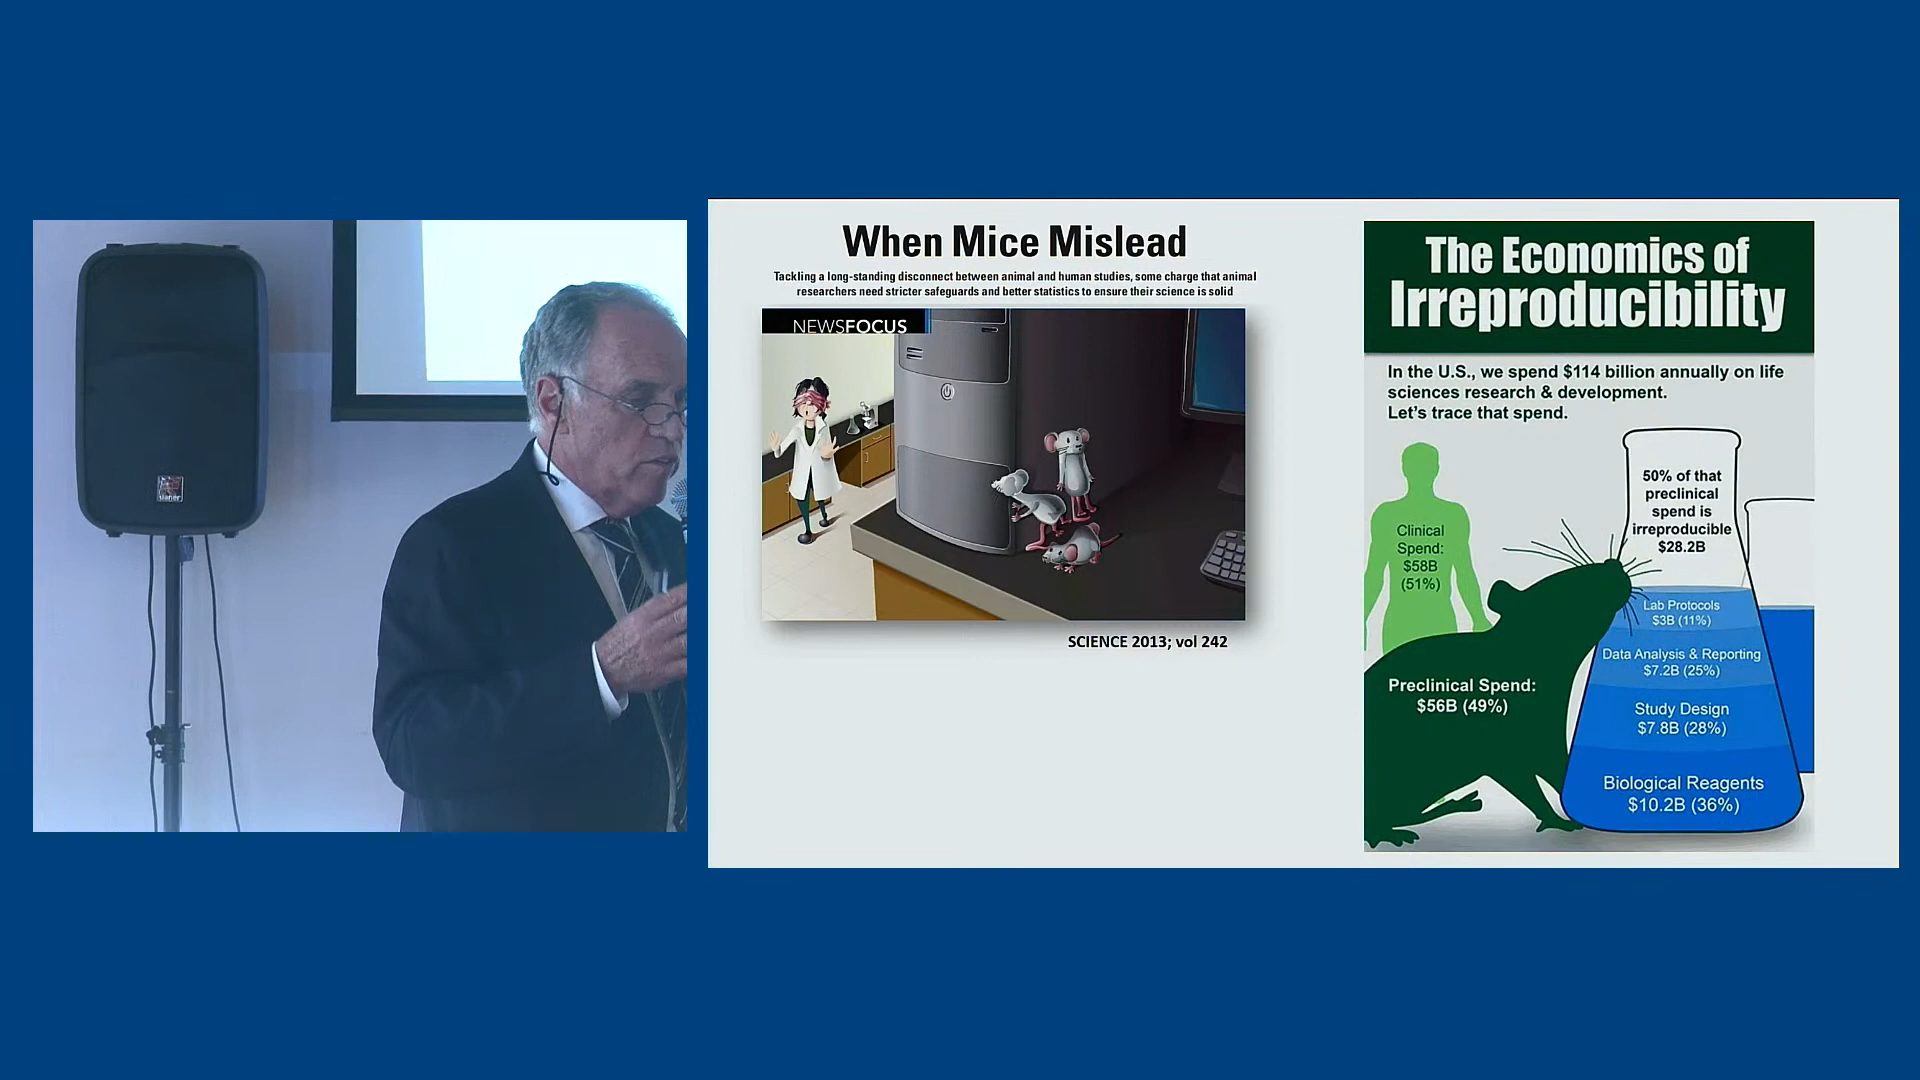 When Mice Mislead
Tackling a long-standing disconnect between animal and human studies, some charge that animal
researchers need stricter safeguards and better statistics to ensure their science is solid
NEWSFOCUS
SCIENCE 2013; vol 242
The Economics of
Irreproducibility
In the U.S., we spend $114 billion annually on life
sciences research & development.
Let's trace that spend.
Clinical
Spend:
$58B
(51%)
Preclinical Spend:
$56B (49%)
50% of that
preclinical
spend is
irreproducible
$28.2B
Lab Protocols
$3B (11%)
Data Analysis & Reporting
$7.2B (25%)
Study Design
$7.8B (28%)
Biological Reagents
$10.2B (36%)